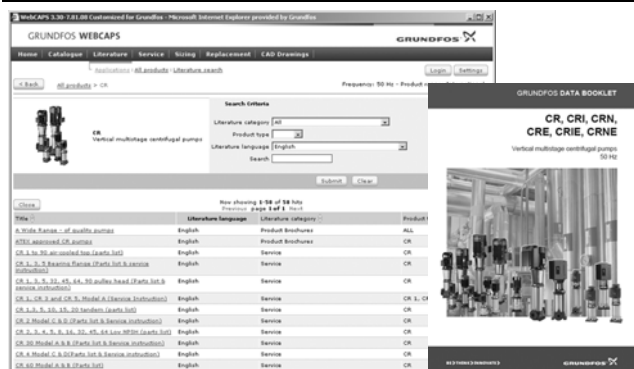 WebCAPS 3.30-7.81.08 Customized for Grundfos - Microsoft Internet Explorer provided by Grundfos
GRUNDFOS WEBCAPS
GRUNDFOS
Home Catalogue Literature Service Sizing Replacement CAD Drawings
Applications · All products · Literature search
Login Settings
< Back All products > CR
Frequency: 50 Hz - Product
CR
Vertical multistage centrifugal pumps
Search Criteria
Literature category All
Product type
Literature language English
Search
Submit Clear
Close
Now showing 1-58 of 58 hits
Previous page 1 of 1 Next
Title Literature language Literature category Product
A Wide Range - of quality pumps English Product Brochures ALL
ATEX approved CR pumps English Product Brochures CR
CR 2 to 90 air-cooled top (parts list) English Service CR
CR 1, 3, 5 Bearing flange (Parts list & service instruction) English Service CR
CR 1, 3, 5, 32, 45, 64, 90 pulley head (Parts list & service instruction) English Service CR
CR 1, CR 3 and CR 5, Model A (Service Instruction) English Service CR 1, CR
CR 1,3, 5, 10, 15, 20 tandem (parts list) English Service CR
CR 2 Model C & D (Parts list & Service instruction) English Service CR
CR 2, 3, 4, 5, 8, 16, 32, 45, 64 Low NPSH (parts list) English Service CR
CR 30 Model A & B (Parts list & Service instruction) English Service CR
CR 4 Model C & D(Parts list & Service instruction) English Service CR
CR 60 Model A & B (Parts list) English Service CR
GRUNDFOS DATA BOOKLET
CR, CRI, CRN,
CRE, CRIE, CRNE
Vertical multistage centrifugal pumps
50 Hz
BE>THINK>INNOVATE>
GRUNDFOS